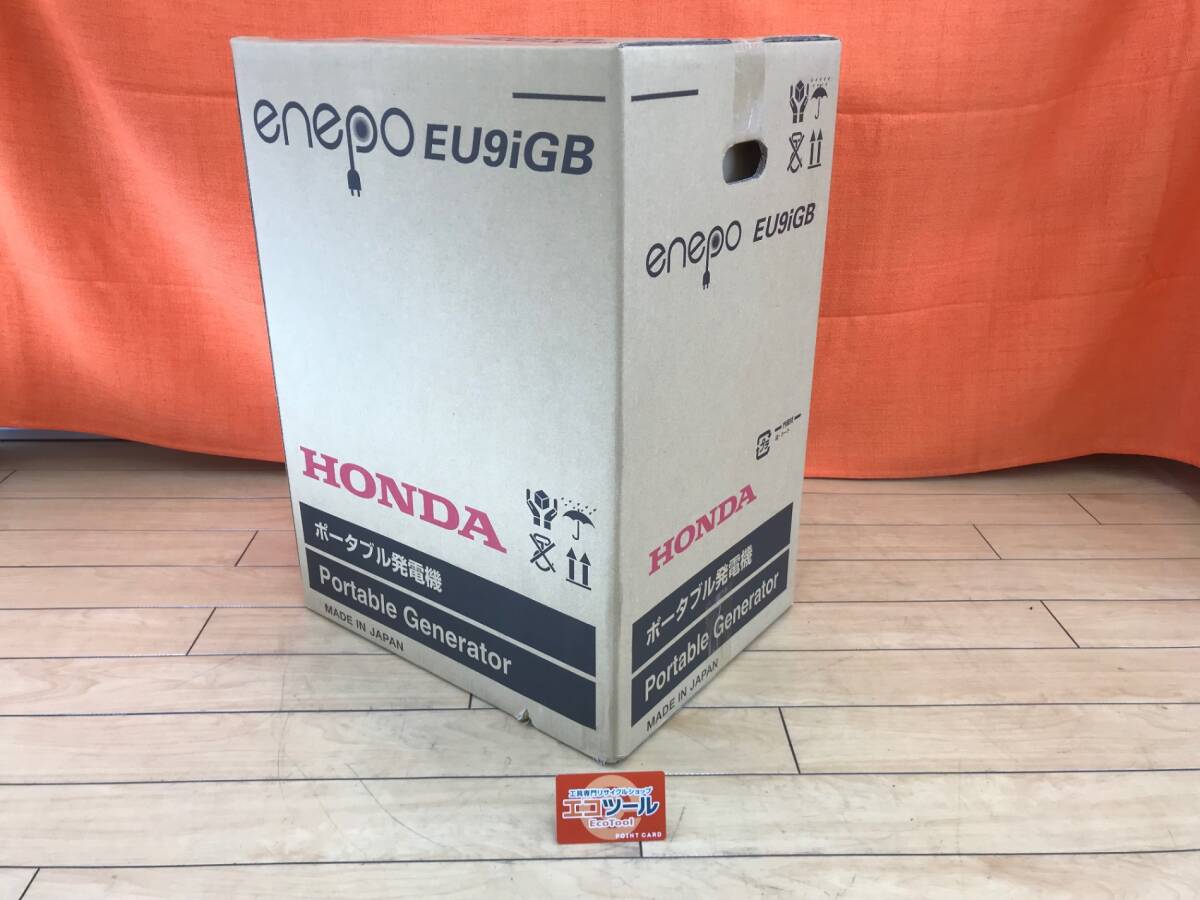 enepo EU9iGB
HONDA
ポータブル発電機
Portable Generator
MADE IN JAPAN
enepo EU9iGB
HONDA
ポータブル発電機
Portable Generator
MADE IN JAPAN
工具専門リサイクルショップ
エコツール
EcoTool
POINT CARD